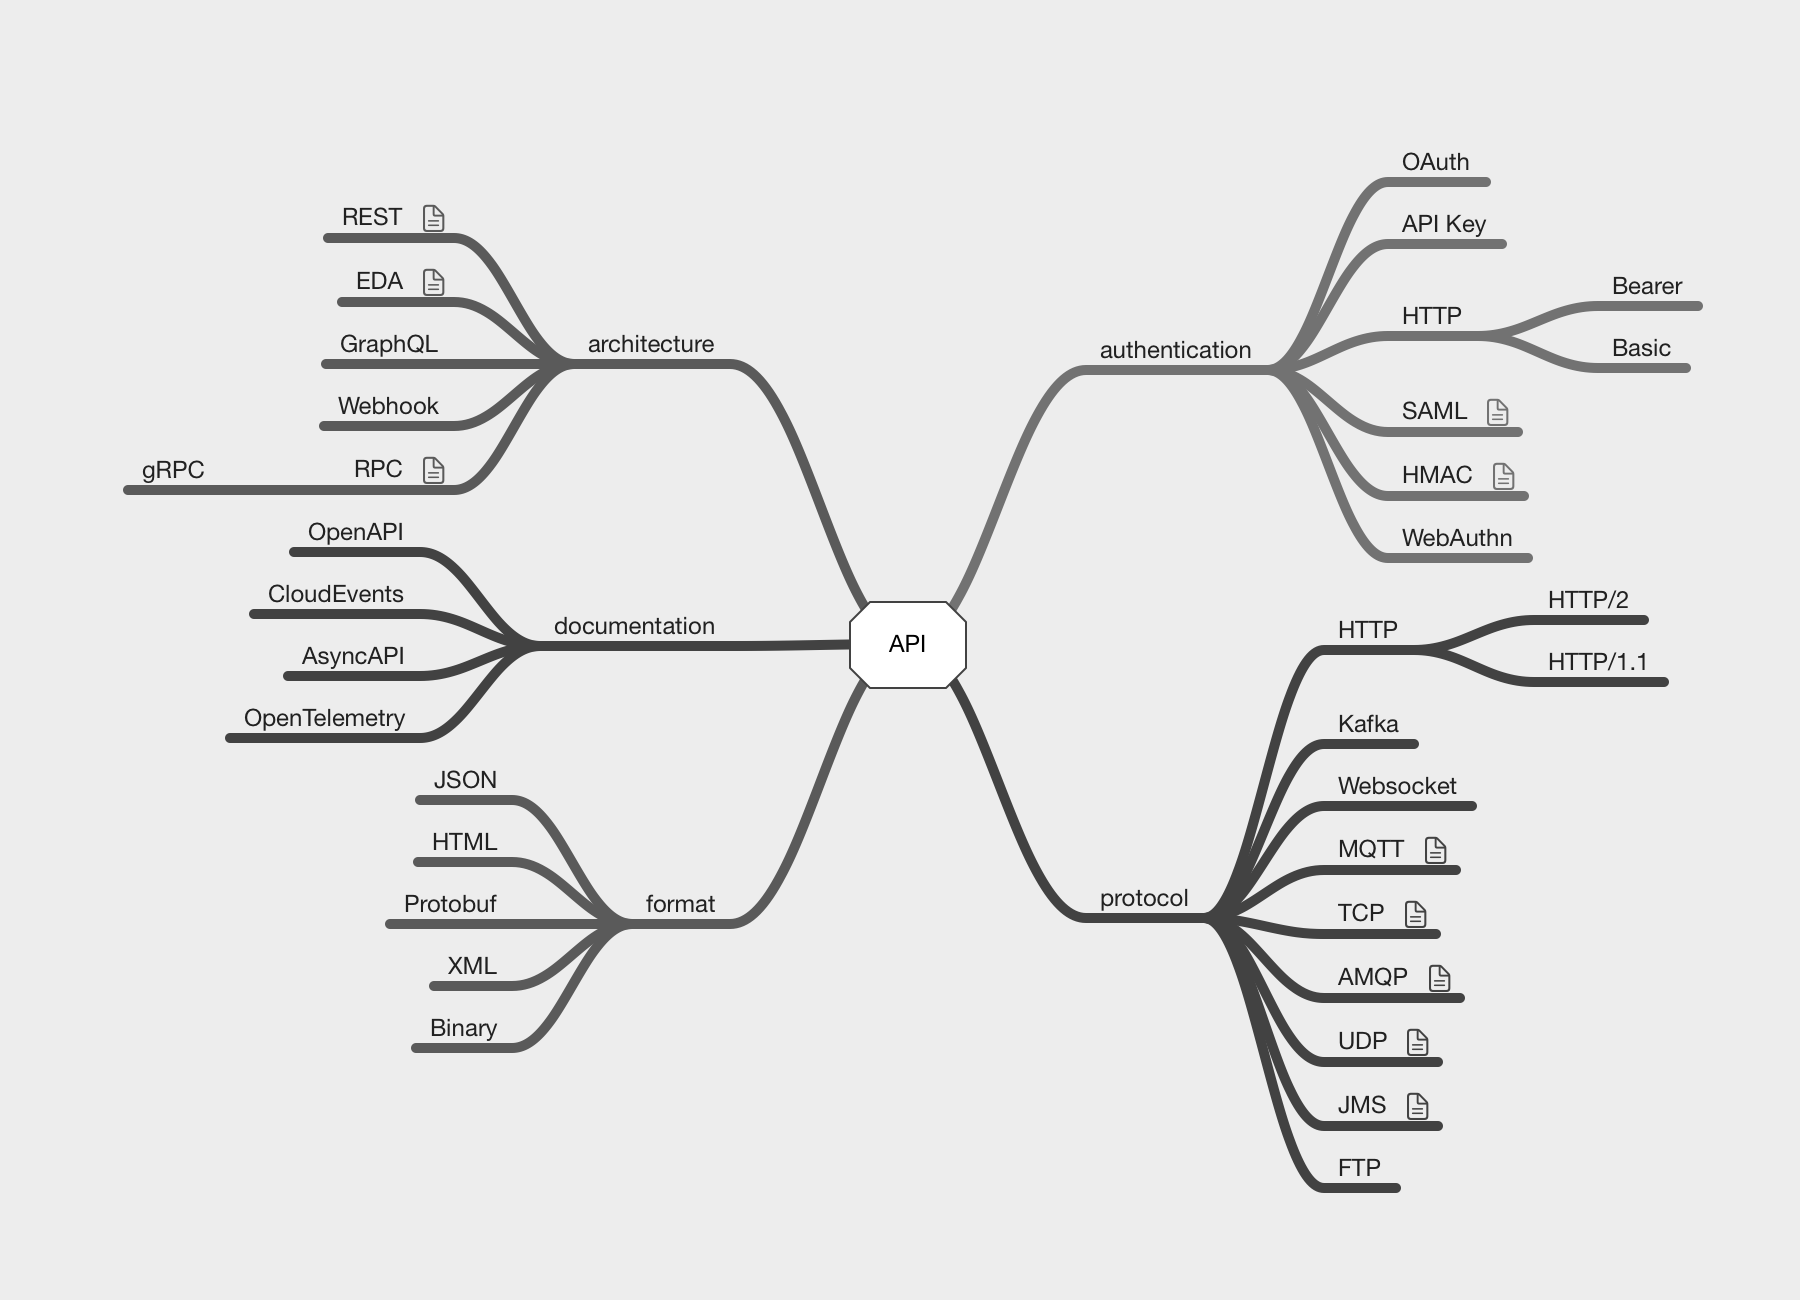 API
architecture
REST
EDA
GraphQL
Webhook
RPC
gRPC
documentation
OpenAPI
CloudEvents
AsyncAPI
OpenTelemetry
format
JSON
HTML
Protobuf
XML
Binary
authentication
OAuth
API Key
HTTP
Bearer
Basic
SAML
HMAC
WebAuthn
protocol
HTTP
HTTP/2
HTTP/1.1
Kafka
Websocket
MQTT
TCP
AMQP
UDP
JMS
FTP